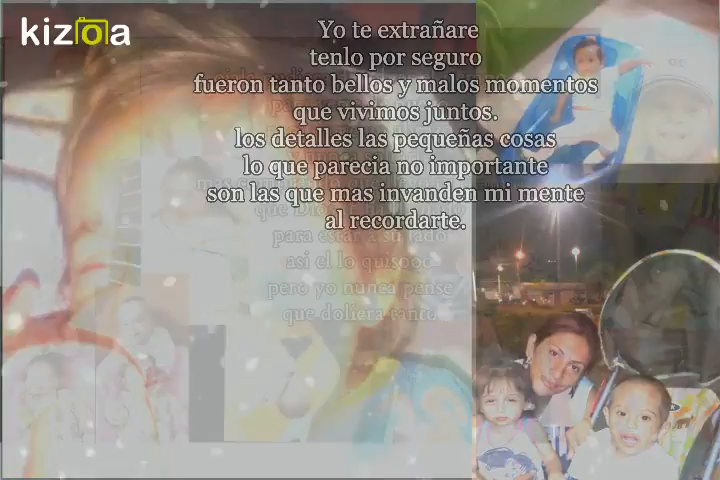 kizoa
Yo te extrañare
tenlo por seguro
fueron tanto bellos y malos momentos
que vivimos juntos.
los detalles las pequeñas cosas
lo que parecia no importante
son las que mas invanden mi mente
al recordarte.
para estar a su lado
asi el lo quisooo
pero yo nunca pense
que doliera tanto.